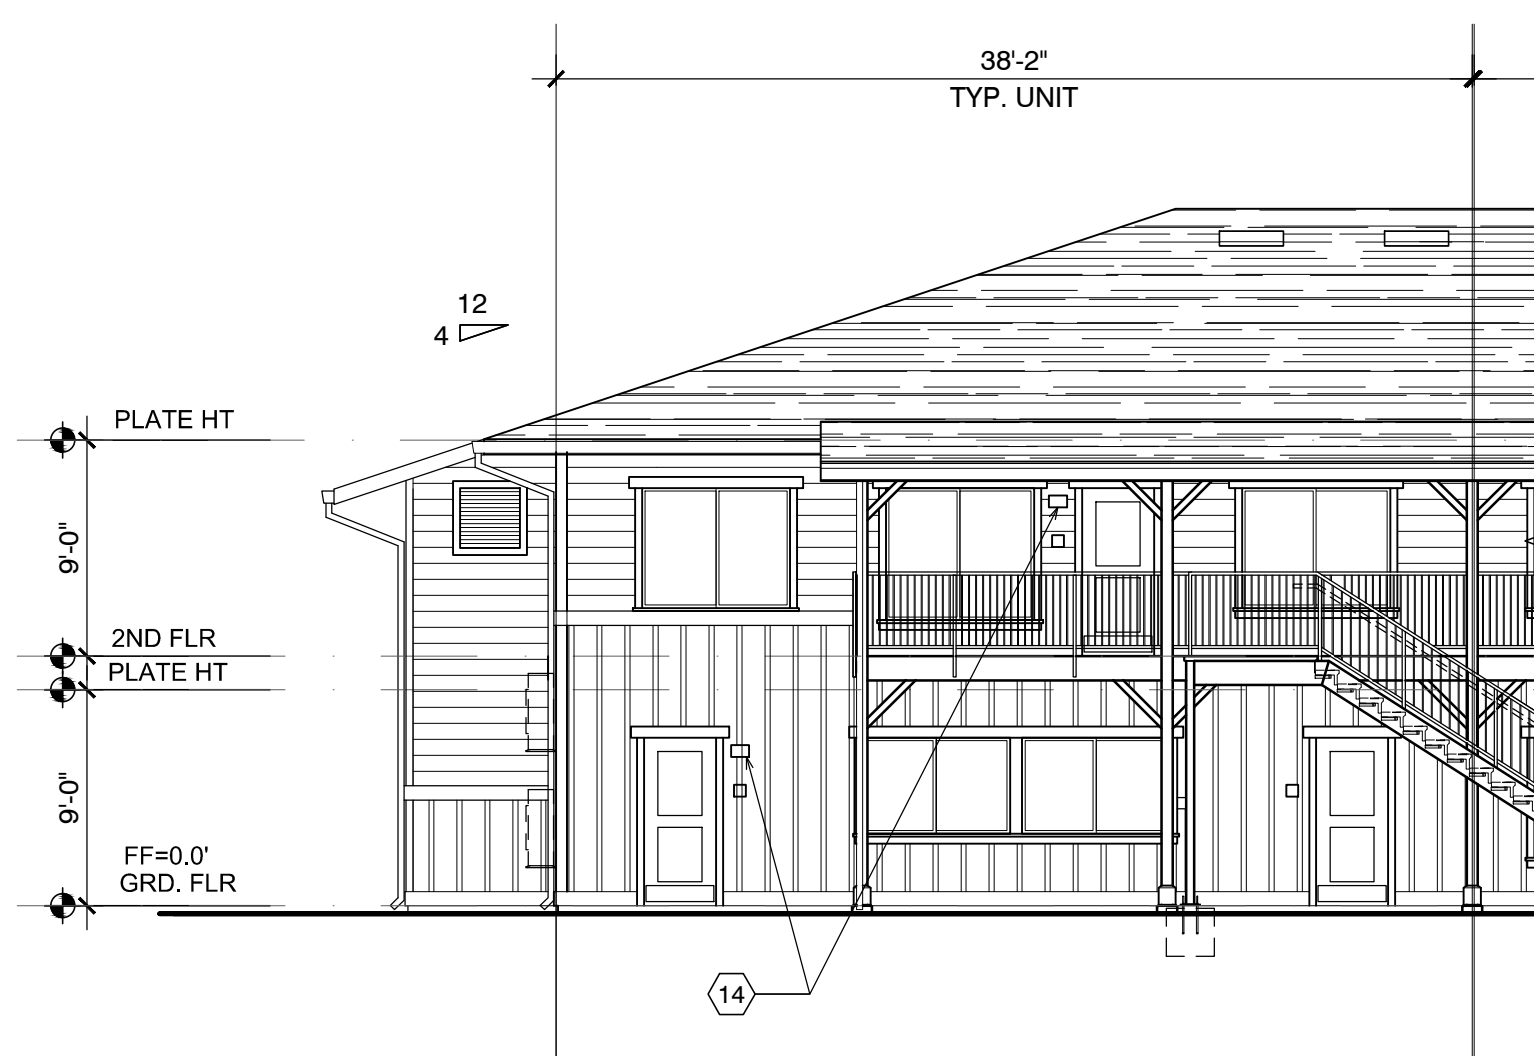 38'-2"
TYP. UNIT
12
4
PLATE HT
9'-0"
2ND FLR
PLATE HT
9'-0"
FF=0.0'
GRD. FLR
14